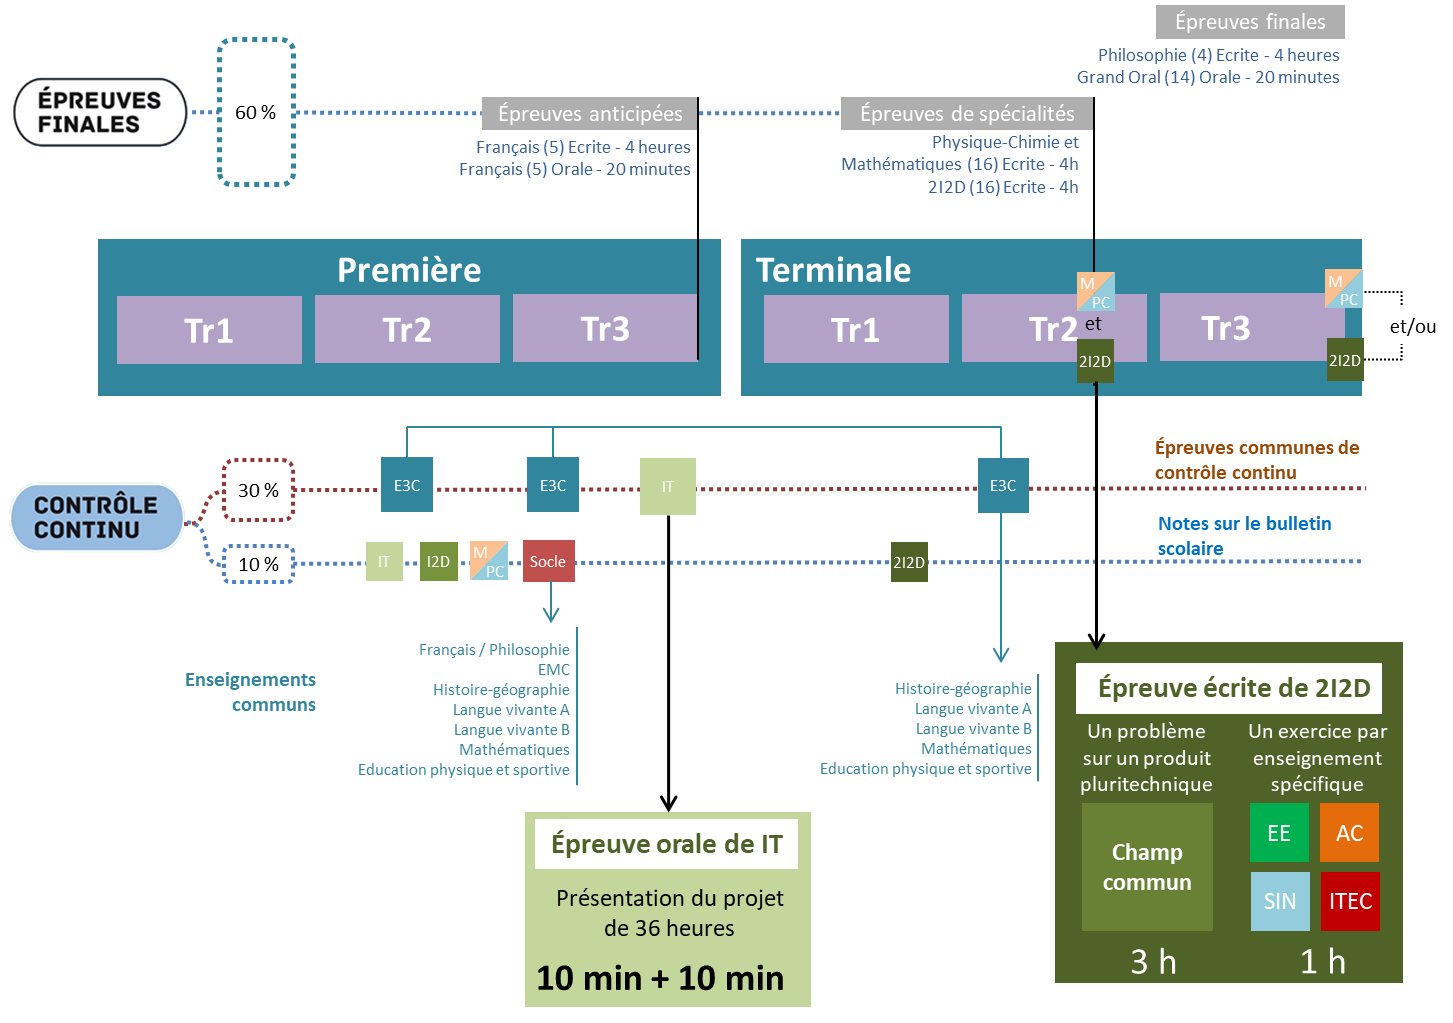 Épreuves finales
Philosophie (4) Ecrite - 4 heures
Grand Oral (14) Orale - 20 minutes
ÉPREUVES
FINALES
60 %
Épreuves anticipées
Français (5) Ecrite - 4 heures
Français (5) Orale - 20 minutes
Épreuves de spécialités
Physique-Chimie et
Mathématiques (16) Ecrite - 4h
2I2D (16) Ecrite - 4h
Première
Tr1
Tr2
Tr3
Terminale
Tr1
Tr2
Tr3
M
PC
et
2I2D
M
PC
2I2D
et/ou
CONTRÔLE
CONTINU
30 %
E3C
E3C
IT
E3C
Épreuves communes de
contrôle continu
10 %
IT
I2D
M
PC
Socle
2I2D
Notes sur le bulletin
scolaire
Enseignements
communs
Français / Philosophie
EMC
Histoire-géographie
Langue vivante A
Langue vivante B
Mathématiques
Education physique et sportive
Histoire-géographie
Langue vivante A
Langue vivante B
Mathématiques
Education physique et sportive
Épreuve orale de IT
Présentation du projet
de 36 heures
10 min + 10 min
Épreuve écrite de 2I2D
Un problème
sur un produit
pluritechnique
Champ
commun
3 h
Un exercice par
enseignement
spécifique
EE
AC
SIN
ITEC
1 h